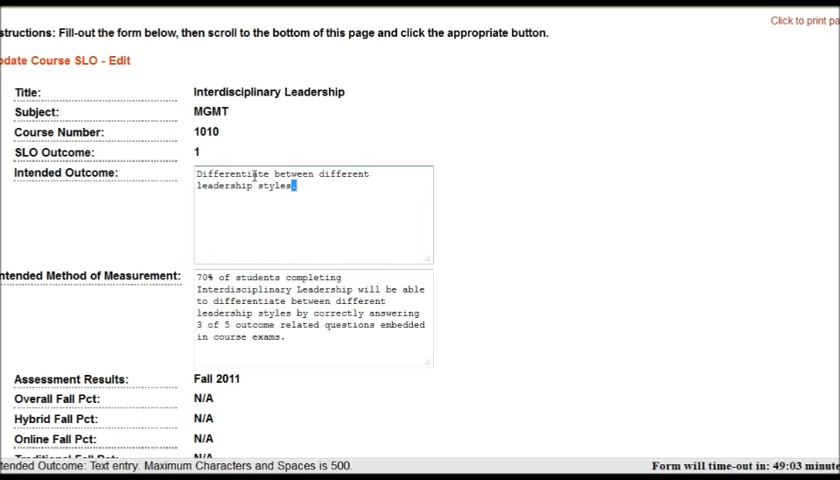 structions: Fill-out the form below, then scroll to the bottom of this page and click the appropriate button.
Click to print pa
pdate Course SLO - Edit
Title: Interdisciplinary Leadership
Subject: MGMT
Course Number: 1010
SLO Outcome: 1
Intended Outcome: Differentiate between different
leadership styles.
ntended Method of Measurement: 70% of students completing
Interdisciplinary Leadership will be able
to differentiate between different
leadership styles by correctly answering
3 of 5 outcome related questions embedded
in course exams.
Assessment Results: Fall 2011
Overall Fall Pct: N/A
Hybrid Fall Pct: N/A
Online Fall Pct: N/A
Traditional Fall Pct: N/A
tended Outcome: Text entry. Maximum Characters and Spaces is 500.
Form will time-out in: 49:03 minute